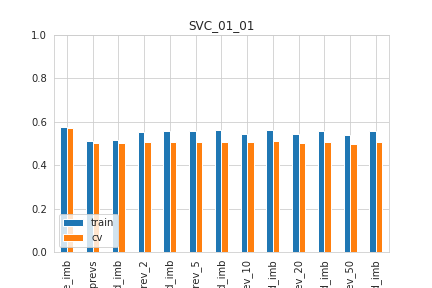 SVC_01_01
1.0
0.8
0.6
0.4
0.2
0.0
train
cv
e_imb
prevs
d_imb
rev_2
d_imb
rev_5
d_imb
ev_10
d_imb
ev_20
d_imb
ev_50
d_imb